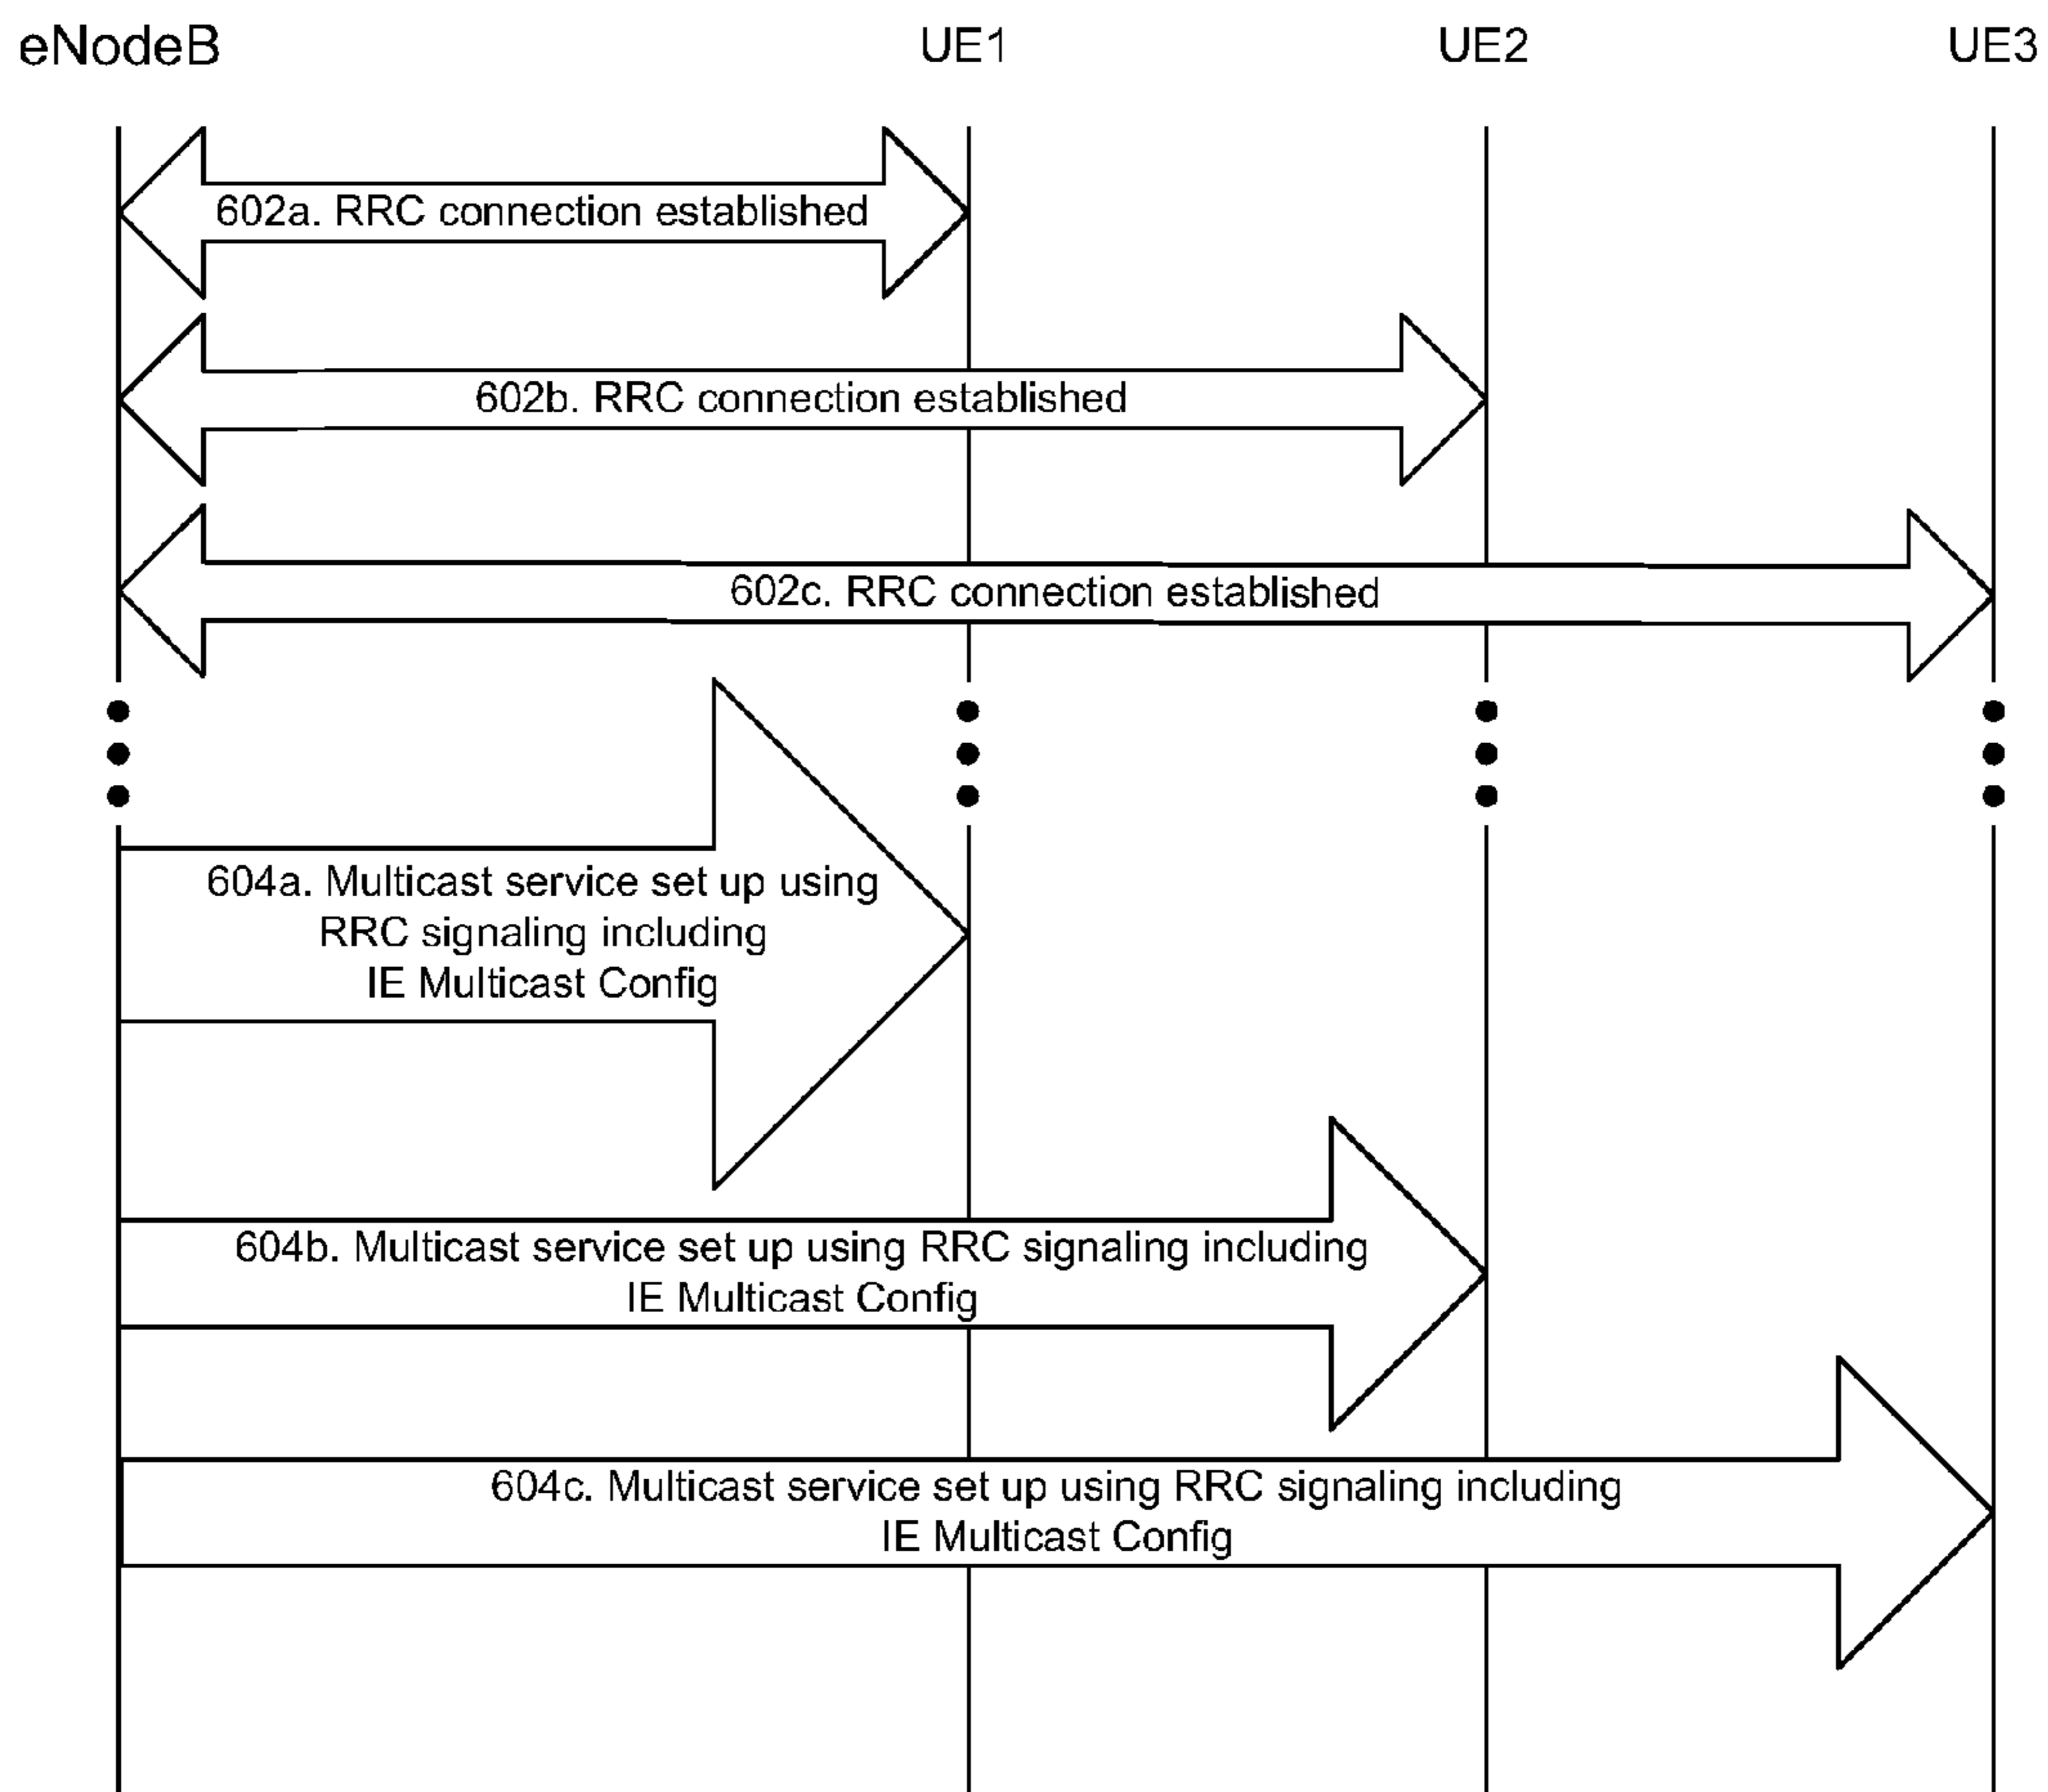 eNodeB UE1 UE2 UE3
602a. RRC connection established
602b. RRC connection established
602c. RRC connection established
604a. Multicast service set up using
RRC signaling including
IE Multicast Config
604b. Multicast service set up using RRC signaling including
IE Multicast Config
604c. Multicast service set up using RRC signaling including
IE Multicast Config